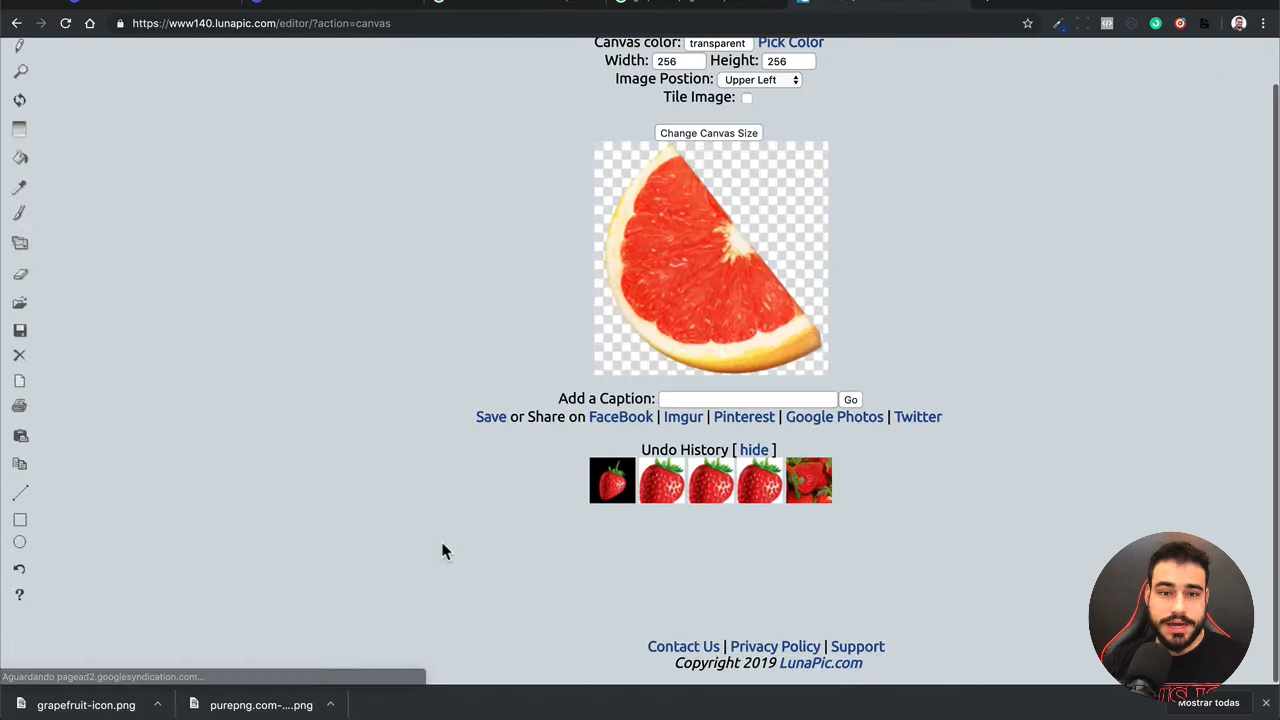 https://www140.lunapic.com/editor/?action=canvas
Canvas color: transparent Pick Color
Width: 256 Height: 256
Image Postion: Upper Left
Tile Image:
Change Canvas Size
Add a Caption: Go
Save or Share on FaceBook | Imgur | Pinterest | Google Photos | Twitter
Undo History [ hide ]
Contact Us | Privacy Policy | Support
Copyright 2019 LunaPic.com
Aguardando pagead2.googlesyndication.com...
grapefruit-icon.png purepng.com-....png Mostrar todas